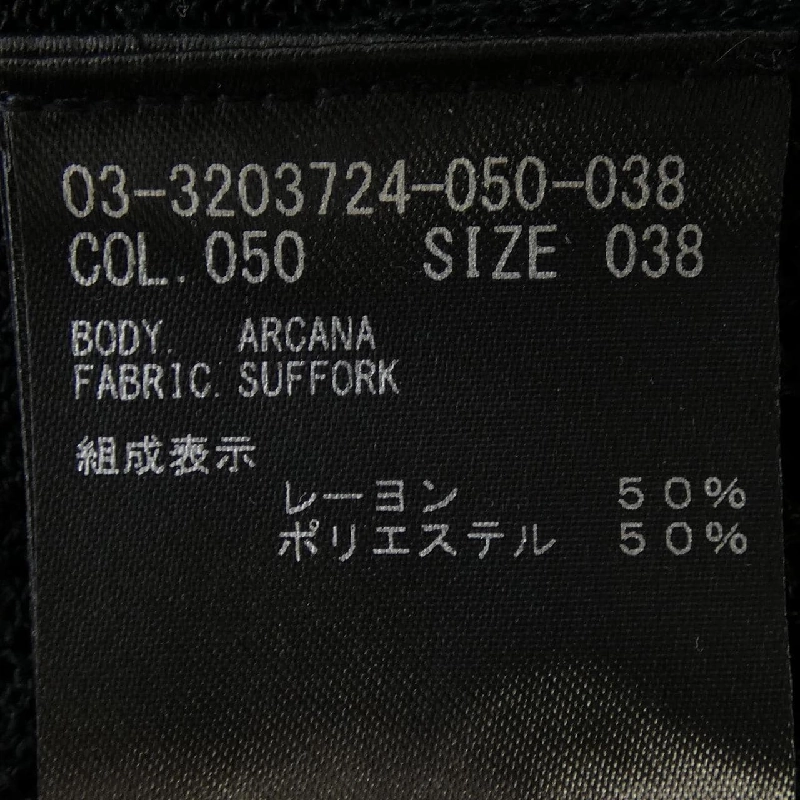 03-3203724-050-038
COL. 050 SIZE 038
BODY. ARCANA
FABRIC. SUFFORK
組成表示
レーヨン ５０％
ポリエステル ５０％